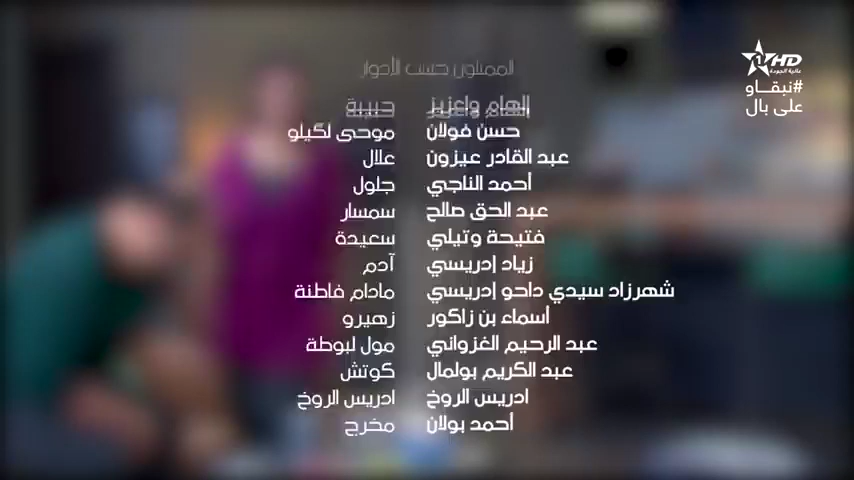 الممثلون حسب الأدوار
إلهام واعزيز حبيبة
حسن فولان موحى لكيلو
عبد القادر عيزون علال
أحمد الناجي جلول
عبد الحق صالح سمسار
فتيحة وتيلي سعيدة
زياد إدريسي آدم
شهرزاد سيدي داحو إدريسي مادام فاطنة
أسماء بن زاكور زهيرو
عبد الرحيم الغزواني مول لبوطة
عبد الكريم بولمال كوتش
ادريس الروخ ادريس الروخ
أحمد بولان مخرج
HD
عالية الجودة
#نبقاو
على بال